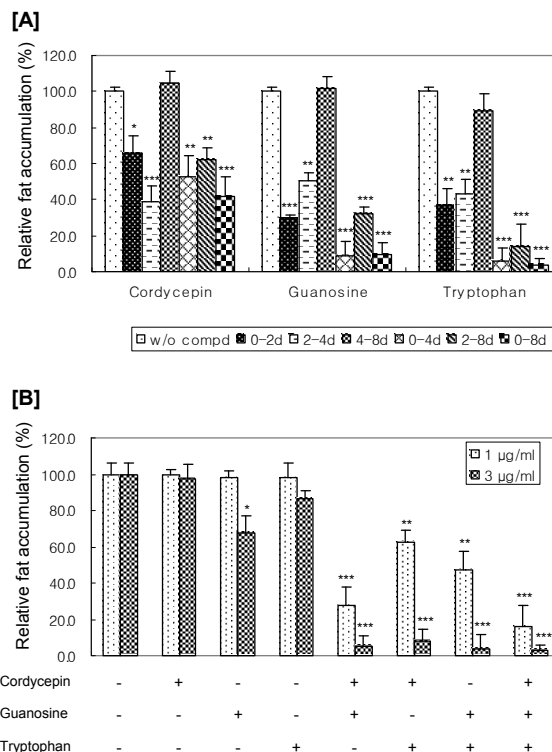 [A]
Relative fat accumulation (%)
120.0
100.0
80.0
60.0
40.0
20.0
0.0
* *** ** ** ***
*** ** *** *** ***
** ** *** *** ***
Cordycepin Guanosine Tryptophan
w/o compd 0-2d 2-4d 4-8d 0-4d 2-8d 0-8d
[B]
Relative fat accumulation (%)
120.0
100.0
80.0
60.0
40.0
20.0
0.0
1 µg/ml
3 µg/ml
* *** *** ** *** ** *** *** ***
Cordycepin - + - - + + - +
Guanosine - - + - + - + +
Tryptophan - - - + - + + +